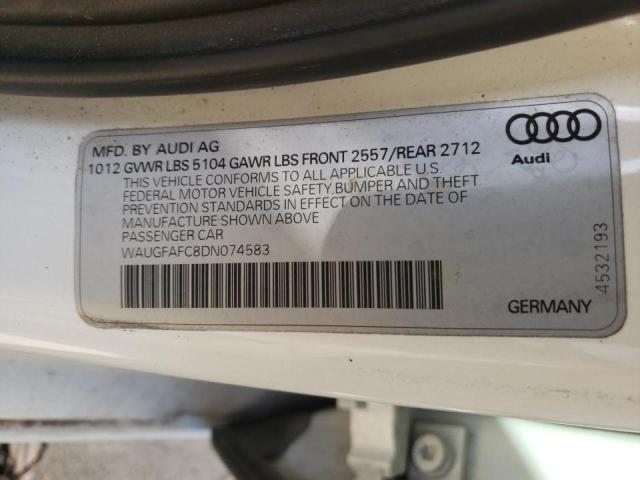 MFD. BY AUDI AG
1012 GVWR LBS 5104 GAWR LBS FRONT 2557/REAR 2712
THIS VEHICLE CONFORMS TO ALL APPLICABLE U.S.
FEDERAL MOTOR VEHICLE SAFETY,BUMPER AND THEFT
PREVENTION STANDARDS IN EFFECT ON THE DATE OF
MANUFACTURE SHOWN ABOVE
PASSENGER CAR
WAUGFAFC8DN074583
Audi
4532193
GERMANY